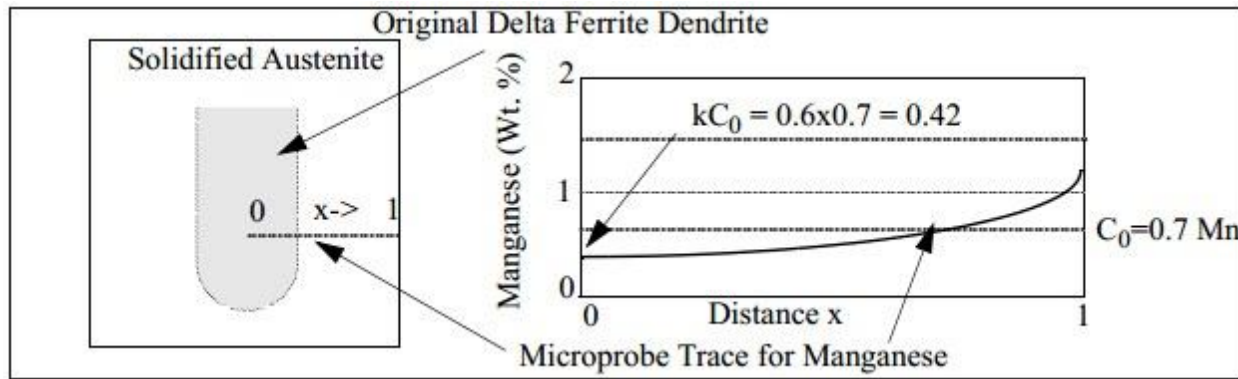 Original Delta Ferrite Dendrite
Solidified Austenite
0 x-> 1
Manganese (Wt. %)
2
1
0
kC0 = 0.6x0.7 = 0.42
C0=0.7 Mn
0 Distance x 1
Microprobe Trace for Manganese